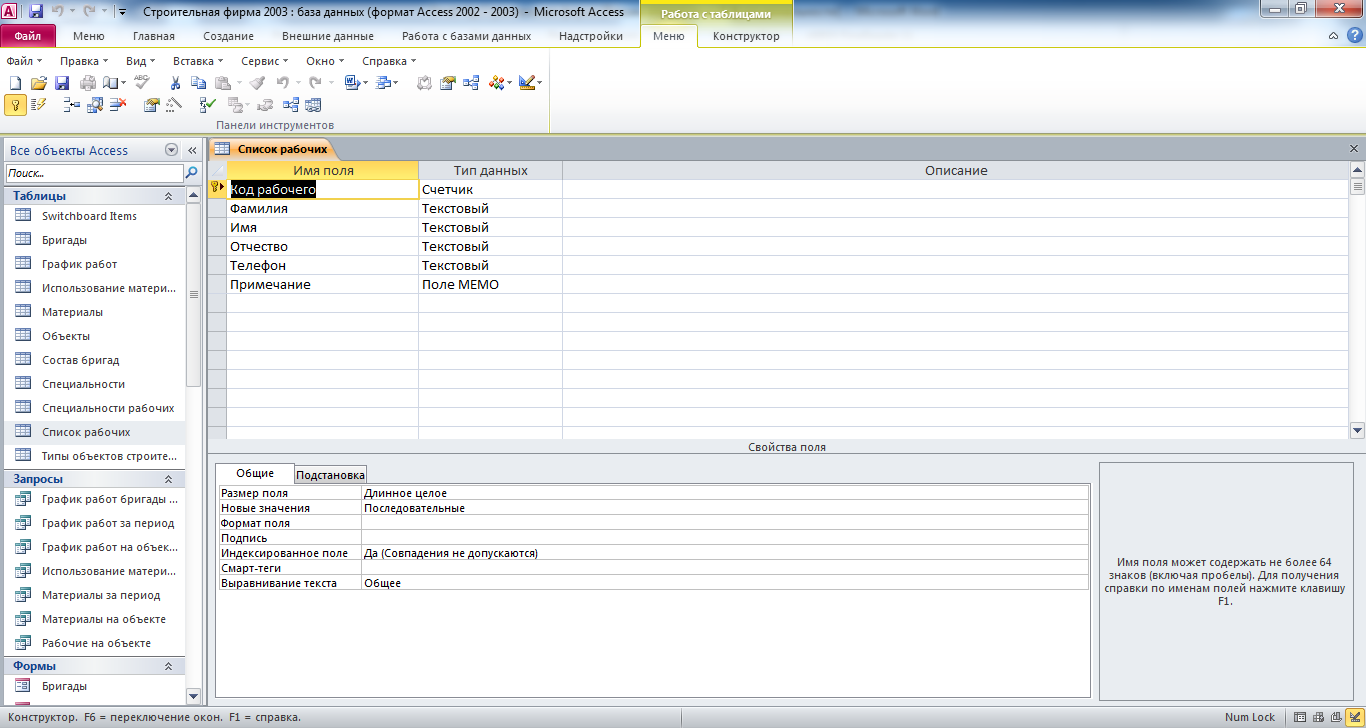 Строительная фирма 2003 : база данных (формат Access 2002 - 2003) - Microsoft Access
Работа с таблицами
Файл Меню Главная Создание Внешние данные Работа с базами данных Надстройки Меню Конструктор
Файл Правка Вид Вставка Сервис Окно Справка
Панели инструментов
Все объекты Access
Поиск...
Таблицы
Switchboard Items
Бригады
График работ
Использование матери...
Материалы
Объекты
Состав бригад
Специальности
Специальности рабочих
Список рабочих
Типы объектов строите...
Запросы
График работ бригады ...
График работ за период
График работ на объек...
Использование матери...
Материалы за период
Материалы на объекте
Рабочие на объекте
Формы
Бригады
Список рабочих
Имя поля Тип данных Описание
Код рабочего Счетчик
Фамилия Текстовый
Имя Текстовый
Отчество Текстовый
Телефон Текстовый
Примечание Поле МЕМО
Свойства поля
Общие Подстановка
Размер поля Длинное целое
Новые значения Последовательные
Формат поля
Подпись
Индексированное поле Да (Совпадения не допускаются)
Смарт-теги
Выравнивание текста Общее
Имя поля может содержать не более 64
знаков (включая пробелы). Для получения
справки по именам полей нажмите клавишу
F1.
Конструктор. F6 = переключение окон. F1 = справка.
Num Lock